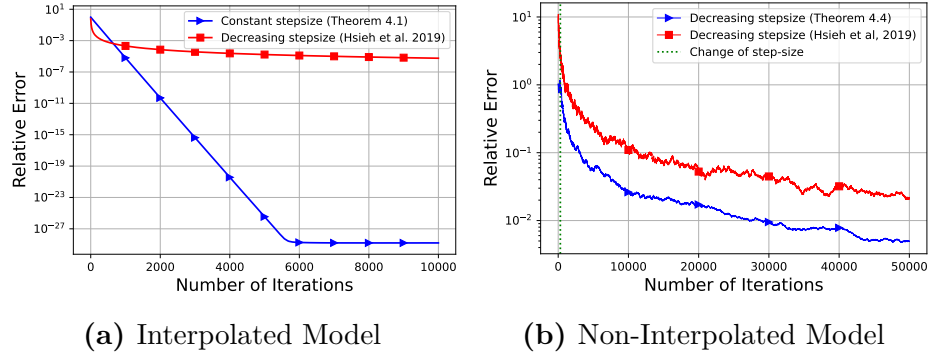 10^1
10^-3
10^-7
10^-11
10^-15
10^-19
10^-23
10^-27
Relative Error
Constant stepsize (Theorem 4.1)
Decreasing stepsize (Hsieh et al, 2019)
0 2000 4000 6000 8000 10000
Number of Iterations
(a) Interpolated Model
10^1
10^0
10^-1
10^-2
Relative Error
Decreasing stepsize (Theorem 4.4)
Decreasing stepsize (Hsieh et al, 2019)
Change of step-size
0 10000 20000 30000 40000 50000
Number of Iterations
(b) Non-Interpolated Model